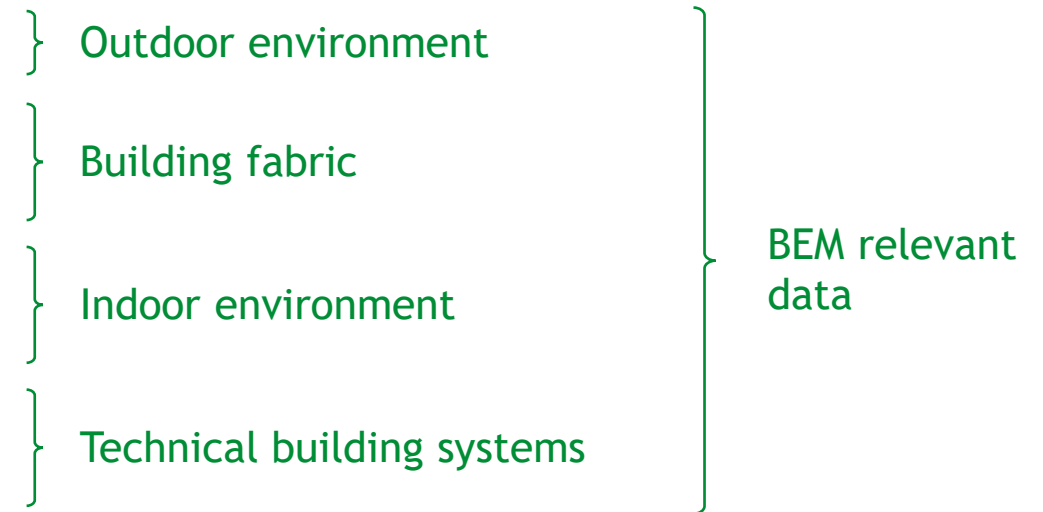 Outdoor environment
Building fabric
Indoor environment
Technical building systems
BEM relevant
data